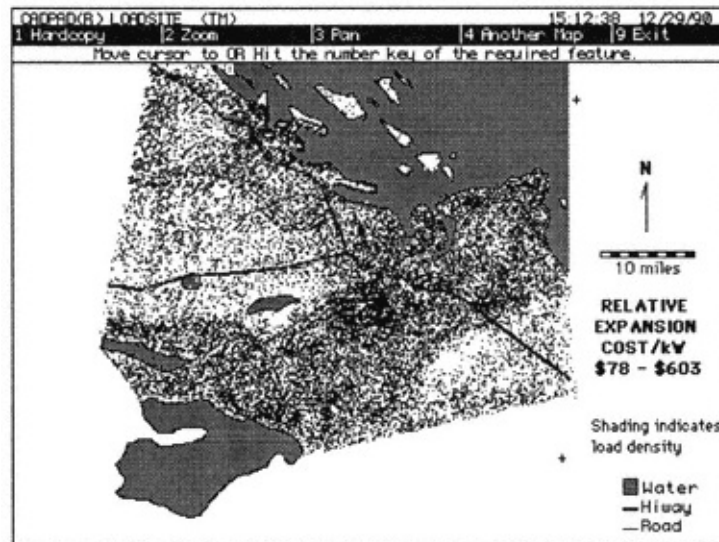 CADPAD(R) LOADSITE (TM) 15:12:38 12/29/90
1 Hardcopy 2 Zoom 3 Pan 4 Another Map 9 Exit
Move cursor to OR Hit the number key of the required feature.
N
10 miles
RELATIVE
EXPANSION
COST/kW
$78 - $603
Shading indicates
load density
Water
Hiway
Road